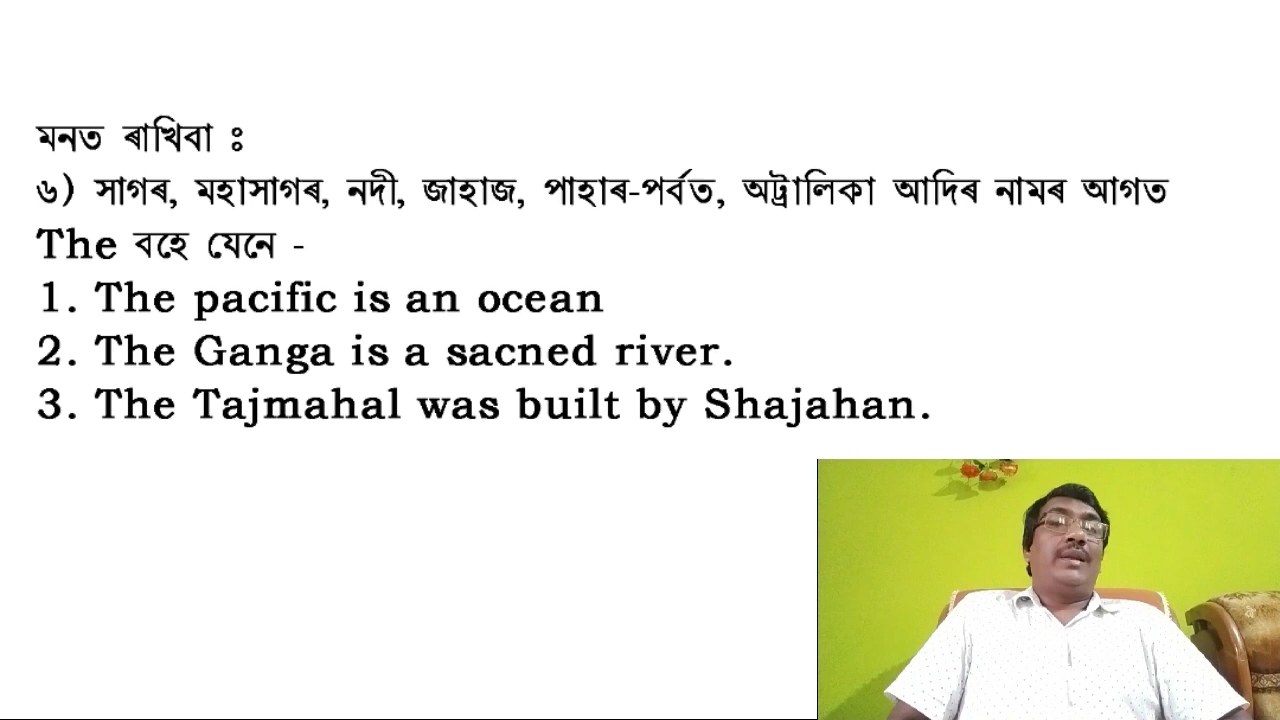 মনত ৰাখিবা ঃ
৬) সাগৰ, মহাসাগৰ, নদী, জাহাজ, পাহাৰ-পৰ্বত, অট্ৰালিকা আদিৰ নামৰ আগত
The বহে যেনে -
1. The pacific is an ocean
2. The Ganga is a sacned river.
3. The Tajmahal was built by Shajahan.